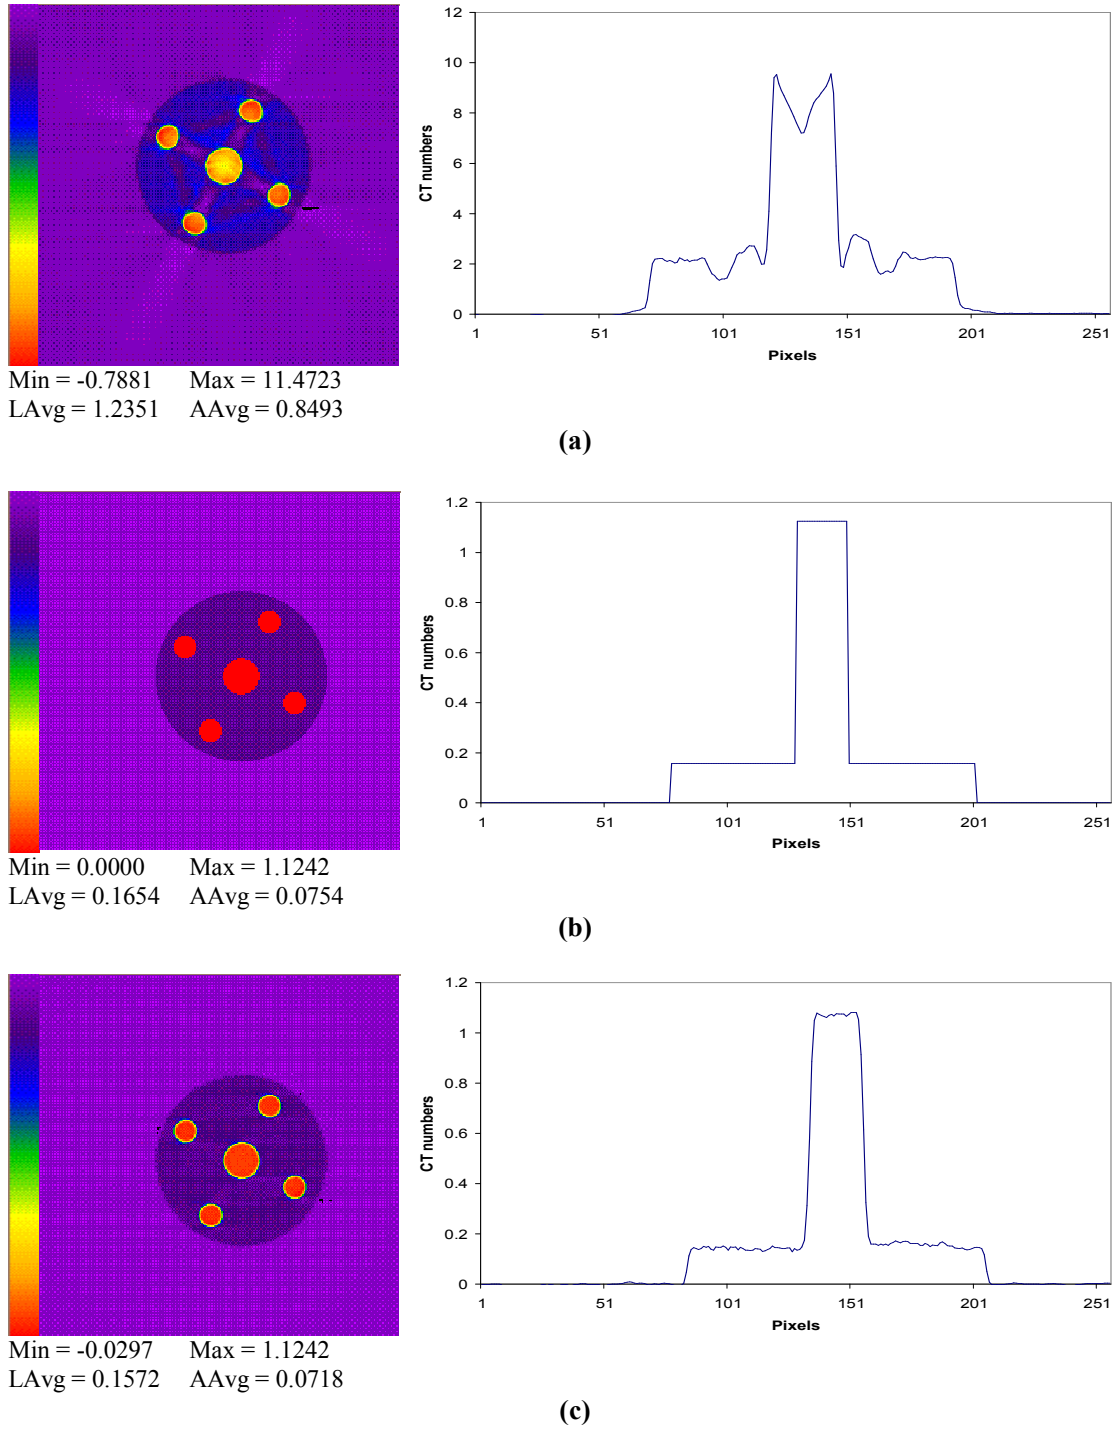 12
10
8
6
4
2
0
CT numbers
1 51 101 151 201 251
Pixels
Min = -0.7881 Max = 11.4723
LAvg = 1.2351 AAvg = 0.8493
(a)
1.2
1
0.8
0.6
0.4
0.2
0
CT numbers
1 51 101 151 201 251
Pixels
Min = 0.0000 Max = 1.1242
LAvg = 0.1654 AAvg = 0.0754
(b)
1.2
1
0.8
0.6
0.4
0.2
0
CT numbers
1 51 101 151 201 251
Pixels
Min = -0.0297 Max = 1.1242
LAvg = 0.1572 AAvg = 0.0718
(c)